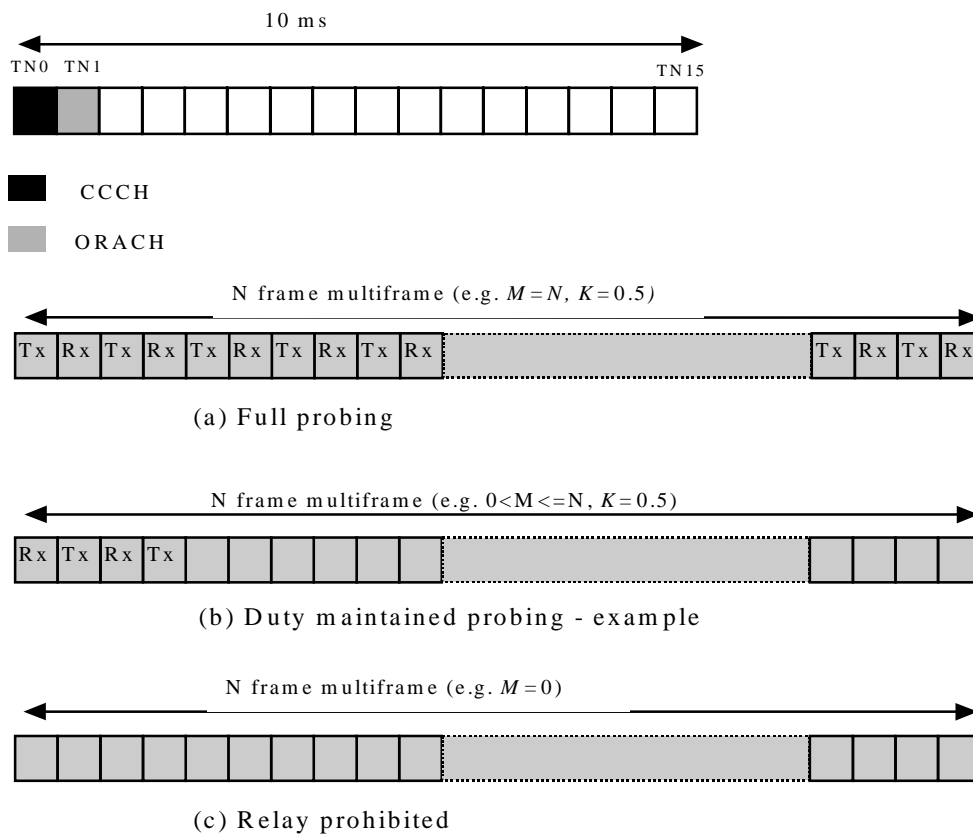 10 ms
TN0 TN1 TN15
CCCH
ORACH
N frame multiframe (e.g. M=N, K=0.5)
Tx Rx Tx Rx Tx Rx Tx Rx Tx Rx Tx Rx Tx Rx
(a) Full probing
N frame multiframe (e.g. 0<M<=N, K=0.5)
Rx Tx Rx Tx
(b) Duty maintained probing - example
N frame multiframe (e.g. M=0)
(c) Relay prohibited